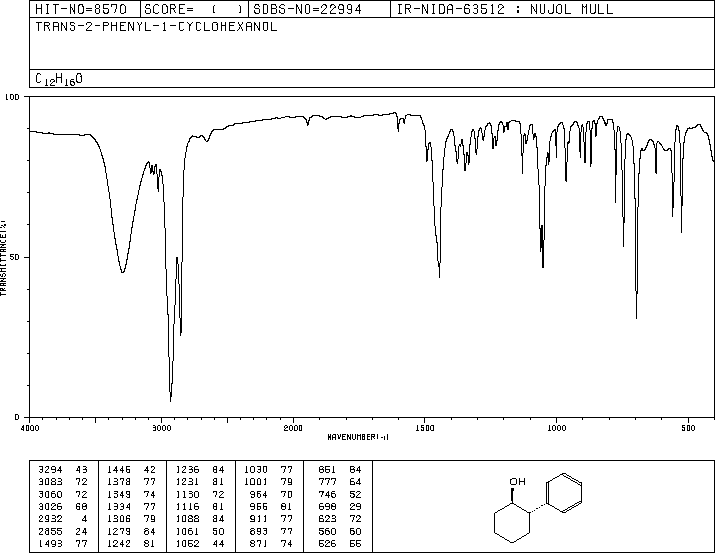 HIT-NO=8570 SCORE= ( ) SDBS-NO=22994 IR-NIDA-63512 : NUJOL MULL
TRANS-2-PHENYL-1-CYCLOHEXANOL
C12H16O
100
50
0
TRANSMITTANCE(%)
4000 3000 2000 1500 1000 500
WAVENUMBER(-1)
3294 43 1446 42 1236 84 1030 77 851 84
3083 72 1378 77 1231 81 1001 79 777 64
3060 72 1349 74 1130 72 964 70 746 52
3026 68 1334 77 1116 81 956 81 698 29
2932 4 1306 79 1088 84 911 77 623 72
2855 24 1279 84 1061 50 893 77 560 60
1493 77 1242 81 1052 44 871 74 526 55
OH